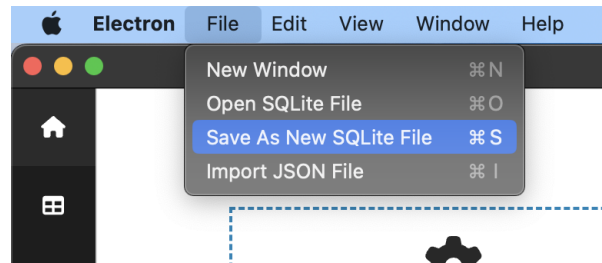 Electron File Edit View Window Help
New Window ⌘ N
Open SQLite File ⌘ O
Save As New SQLite File ⌘ S
Import JSON File ⌘ I